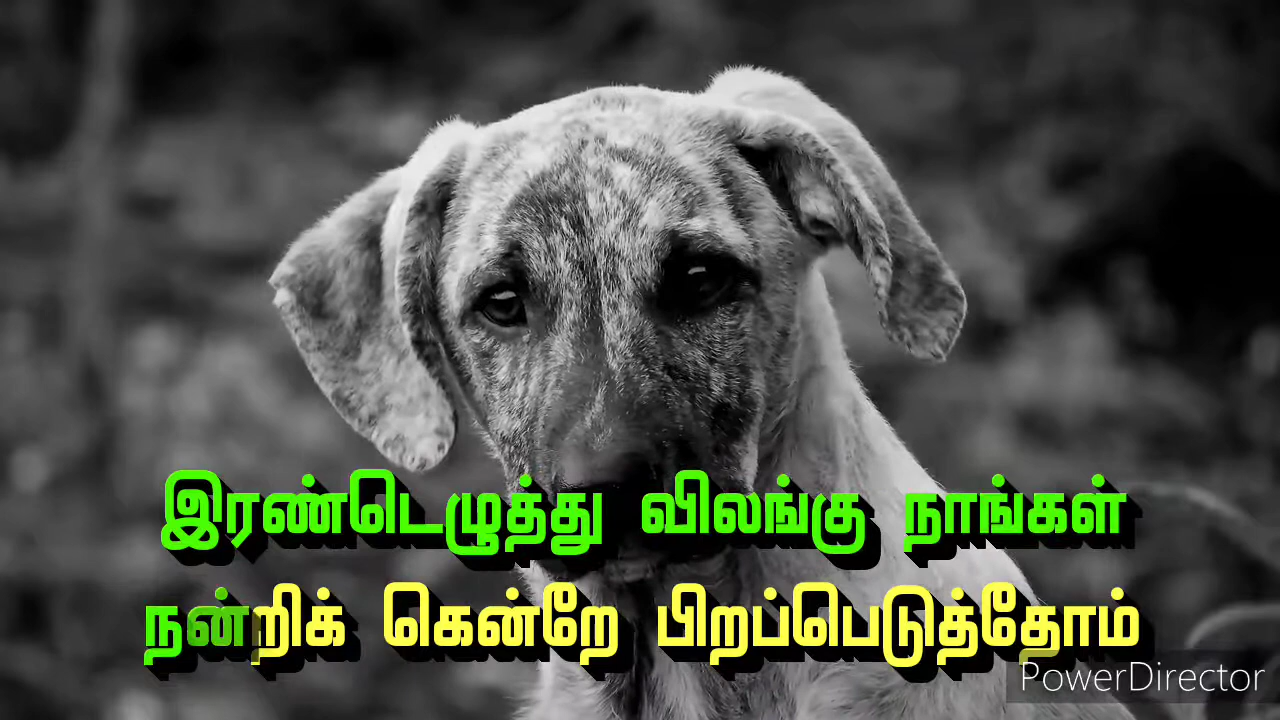 இரண்டெழுத்து விலங்கு நாங்கள்
நன்றிக் கென்றே பிறப்பெடுத்தோம்
PowerDirector